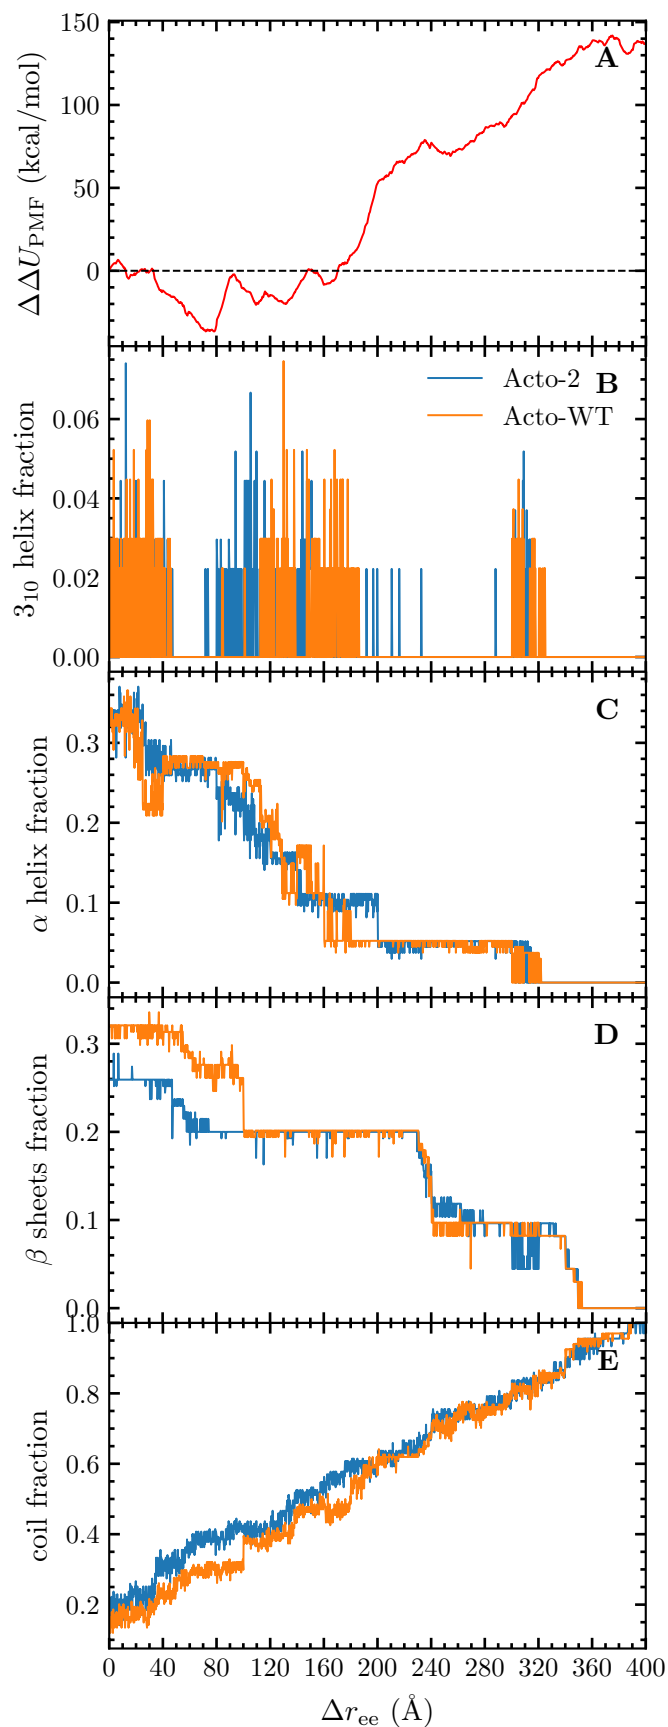 A
150
100
50
0
ΔΔU_PMF (kcal/mol)
B
Acto-2
Acto-WT
0.06
0.04
0.02
0.00
3_10 helix fraction
C
0.3
0.2
0.1
0.0
α helix fraction
D
0.3
0.2
0.1
0.0
β sheets fraction
E
1.0
0.8
0.6
0.4
0.2
coil fraction
0 40 80 120 160 200 240 280 320 360 400
Δr_ee (Å)